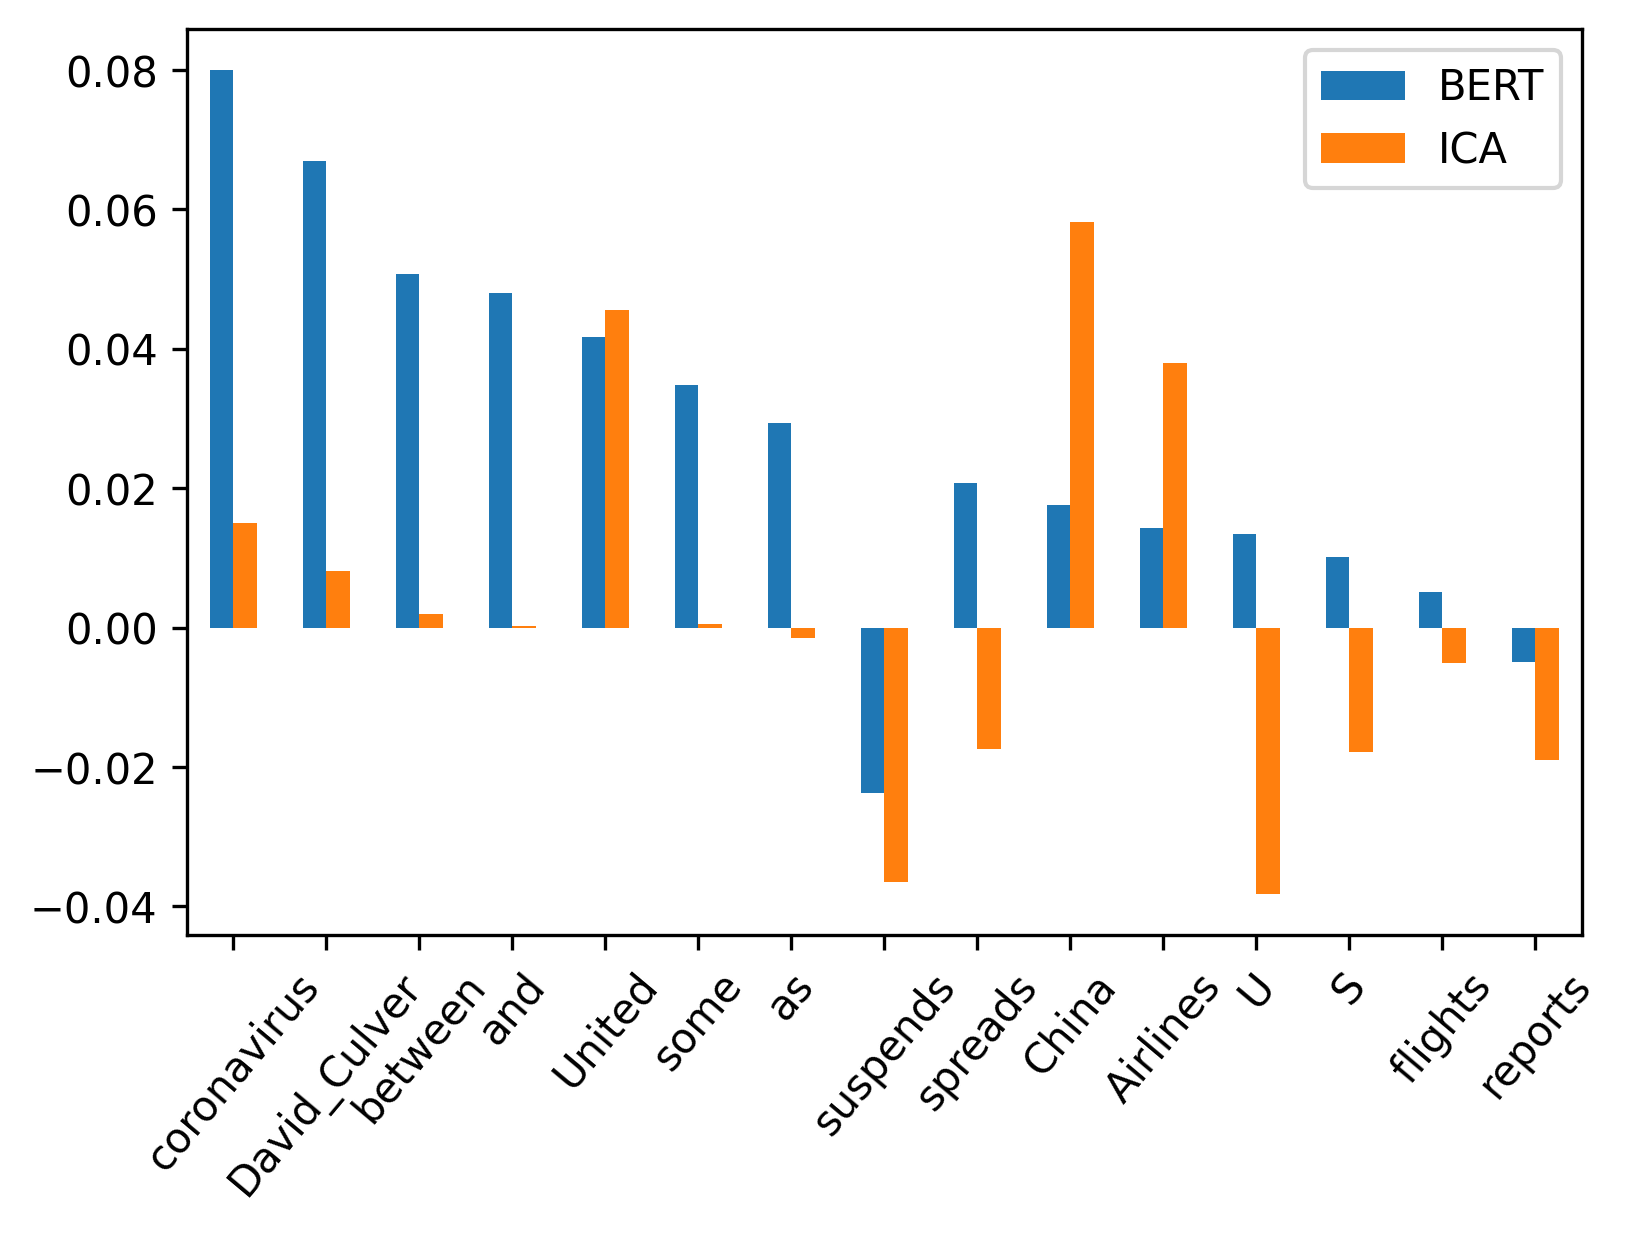 BERT
ICA
0.08
0.06
0.04
0.02
0.00
−0.02
−0.04
coronavirus
David_Culver
between
and
United
some
as
suspends
spreads
China
Airlines
U
S
flights
reports